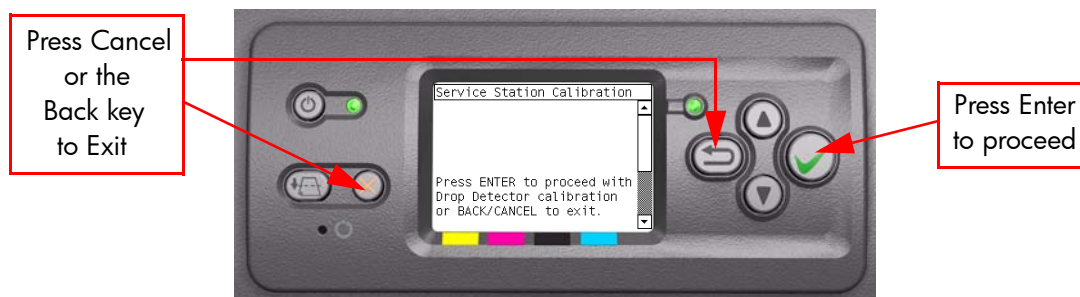 Press Cancel
or the
Back key
to Exit
Service Station Calibration
Press ENTER to proceed with
Drop Detector calibration
or BACK/CANCEL to exit.
Press Enter
to proceed